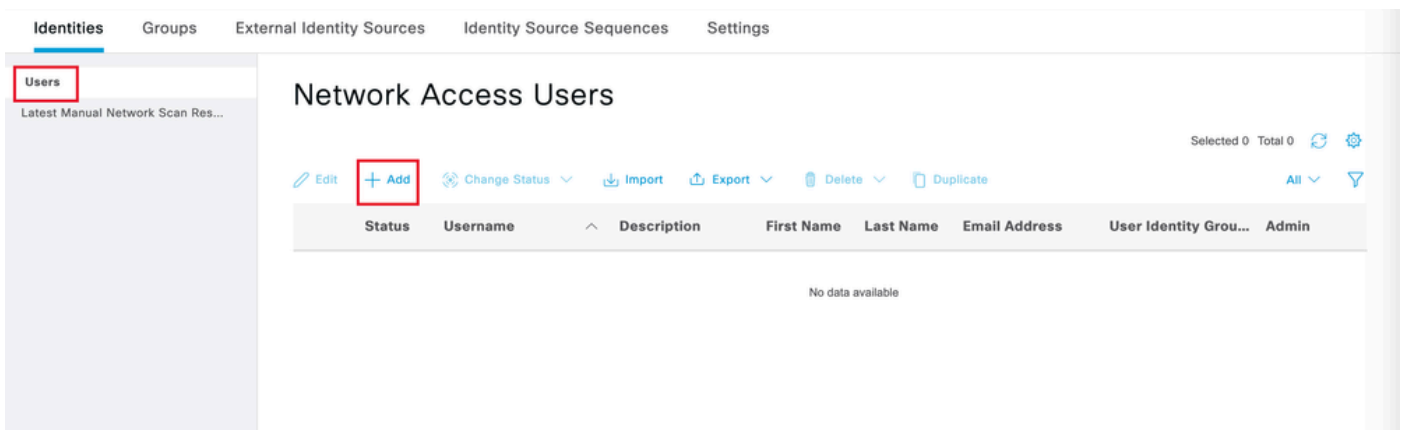 Identities Groups External Identity Sources Identity Source Sequences Settings
Users
Latest Manual Network Scan Res...
Network Access Users
Selected 0 Total 0
Edit + Add Change Status Import Export Delete Duplicate All
Status Username Description First Name Last Name Email Address User Identity Grou... Admin
No data available